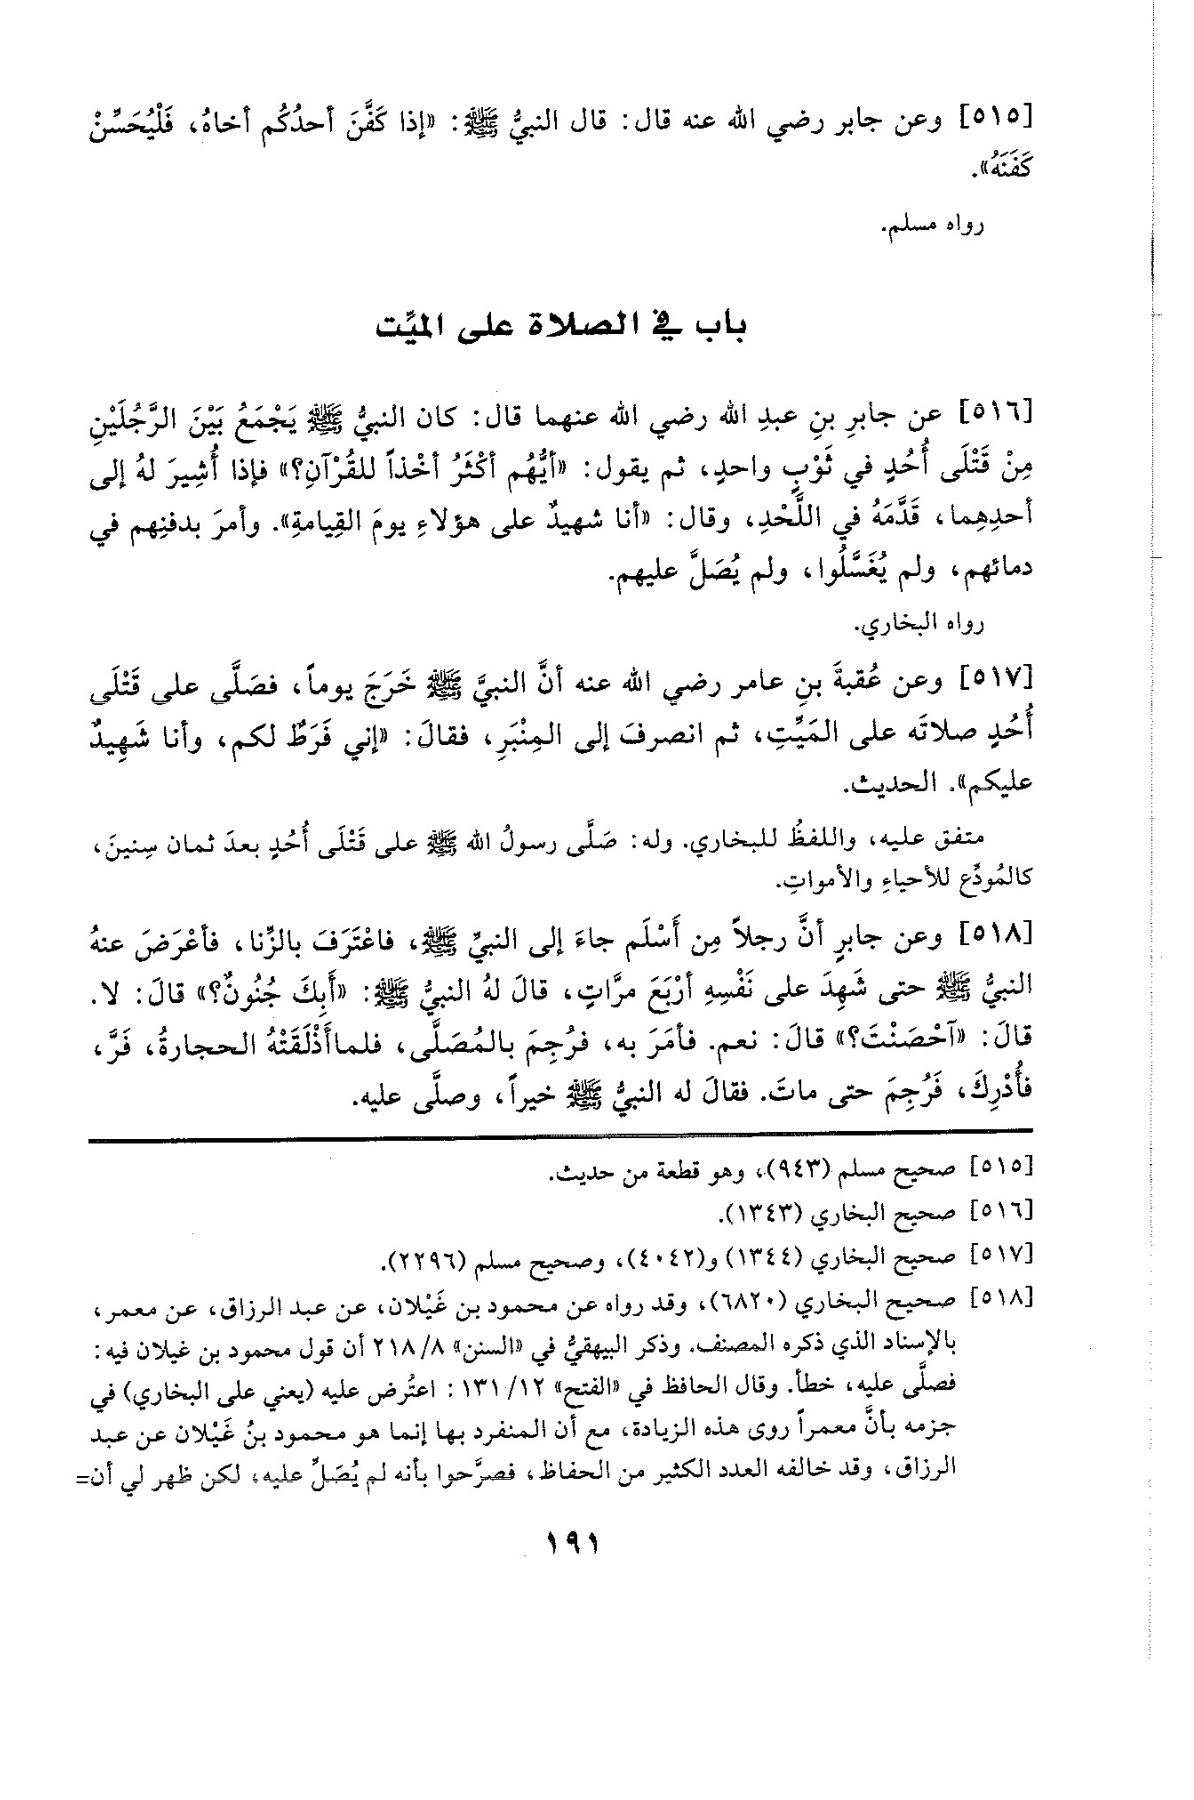 [٥١٥] وعن جابر رضي الله عنه قال: قال النبيُّ ﷺ: «إذا كَفَّنَ أحدُكُم أخاهُ، فَلْيُحَسِّنْ
كَفَنَهُ».
رواه مسلم.
باب في الصلاة على الميِّت
[٥١٦] عن جابرِ بنِ عبدِ الله رضي الله عنهما قال: كان النبيُّ ﷺ يَجْمَعُ بَيْنَ الرَّجُلَيْنِ
مِنْ قَتْلَى أُحُدٍ في ثَوْبٍ واحدٍ، ثم يقول: «أيُّهُم أكْثَرُ أخْذاً للقُرْآنِ؟» فإذا أُشِيرَ لهُ إلى
أحدِهِما، قَدَّمَهُ في اللَّحْدِ، وقال: «أنا شهيدٌ على هؤلاءِ يومَ القِيامةِ». وأمرَ بدفنِهم في
دمائهم، ولم يُغَسَّلُوا، ولم يُصَلَّ عليهم.
رواه البخاري.
[٥١٧] وعن عُقبةَ بنِ عامر رضي الله عنه أنَّ النبيَّ ﷺ خَرَجَ يوماً، فصَلَّى على قَتْلَى
أُحُدٍ صلاتَه على المَيِّتِ، ثم انصرفَ إلى المِنْبَرِ، فقالَ: «إني فَرَطٌ لكم، وأنا شَهِيدٌ
عليكم». الحديث.
متفق عليه، واللفظُ للبخاري. وله: صَلَّى رسولُ الله ﷺ على قَتْلَى أُحُدٍ بعدَ ثمان سِنينَ،
كالمُودِّع للأحياءِ والأمواتِ.
[٥١٨] وعن جابرٍ أنَّ رجلاً مِن أَسْلَم جاءَ إلى النبيِّ ﷺ، فاعْتَرَفَ بالزِّنا، فأعْرَضَ عنهُ
النبيُّ ﷺ حتى شَهِدَ على نَفْسِهِ أرْبَعَ مرَّاتٍ، قالَ لهُ النبيُّ ﷺ: «أَبِكَ جُنُونٌ؟» قالَ: لا.
قالَ: «آحْصَنْتَ؟» قالَ: نعم. فأمَرَ به، فرُجِمَ بالمُصَلَّى، فلماأَذْلَقَتْهُ الحجارةُ، فَرَّ،
فأُدْرِكَ، فَرُجِمَ حتى ماتَ. فقالَ له النبيُّ ﷺ خيراً، وصلَّى عليه.
[٥١٥] صحيح مسلم (٩٤٣)، وهو قطعة من حديث.
[٥١٦] صحيح البخاري (١٣٤٣).
[٥١٧] صحيح البخاري (١٣٤٤) و(٤٠٤٢)، وصحيح مسلم (٢٢٩٦).
[٥١٨] صحيح البخاري (٦٨٢٠)، وقد رواه عن محمود بن غَيْلان، عن عبد الرزاق، عن معمر،
بالإسناد الذي ذكره المصنف. وذكر البيهقيُّ في «السنن» ٢١٨/٨ أن قول محمود بن غيلان فيه:
فصلَّى عليه، خطأ. وقال الحافظ في «الفتح» ١٣١/١٢: اعتُرض عليه (يعني على البخاري) في
جزمه بأنَّ معمراً روى هذه الزيادة، مع أن المنفرد بها إنما هو محمود بنُ غَيْلان عن عبد
الرزاق، وقد خالفه العدد الكثير من الحفاظ، فصرَّحوا بأنه لم يُصَلِّ عليه، لكن ظهر لي أن=
١٩١